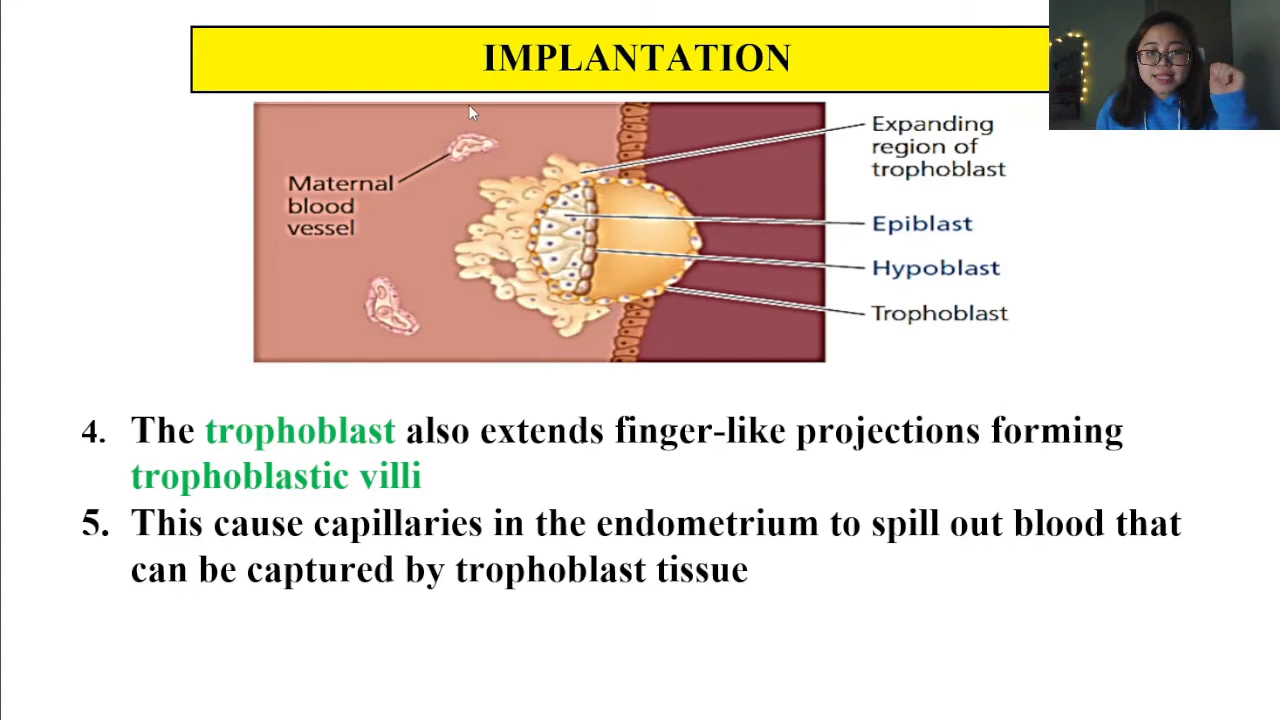 IMPLANTATION
Expanding
region of
trophoblast
Maternal
blood
vessel
Epiblast
Hypoblast
Trophoblast
4. The trophoblast also extends finger-like projections forming
trophoblastic villi
5. This cause capillaries in the endometrium to spill out blood that
can be captured by trophoblast tissue